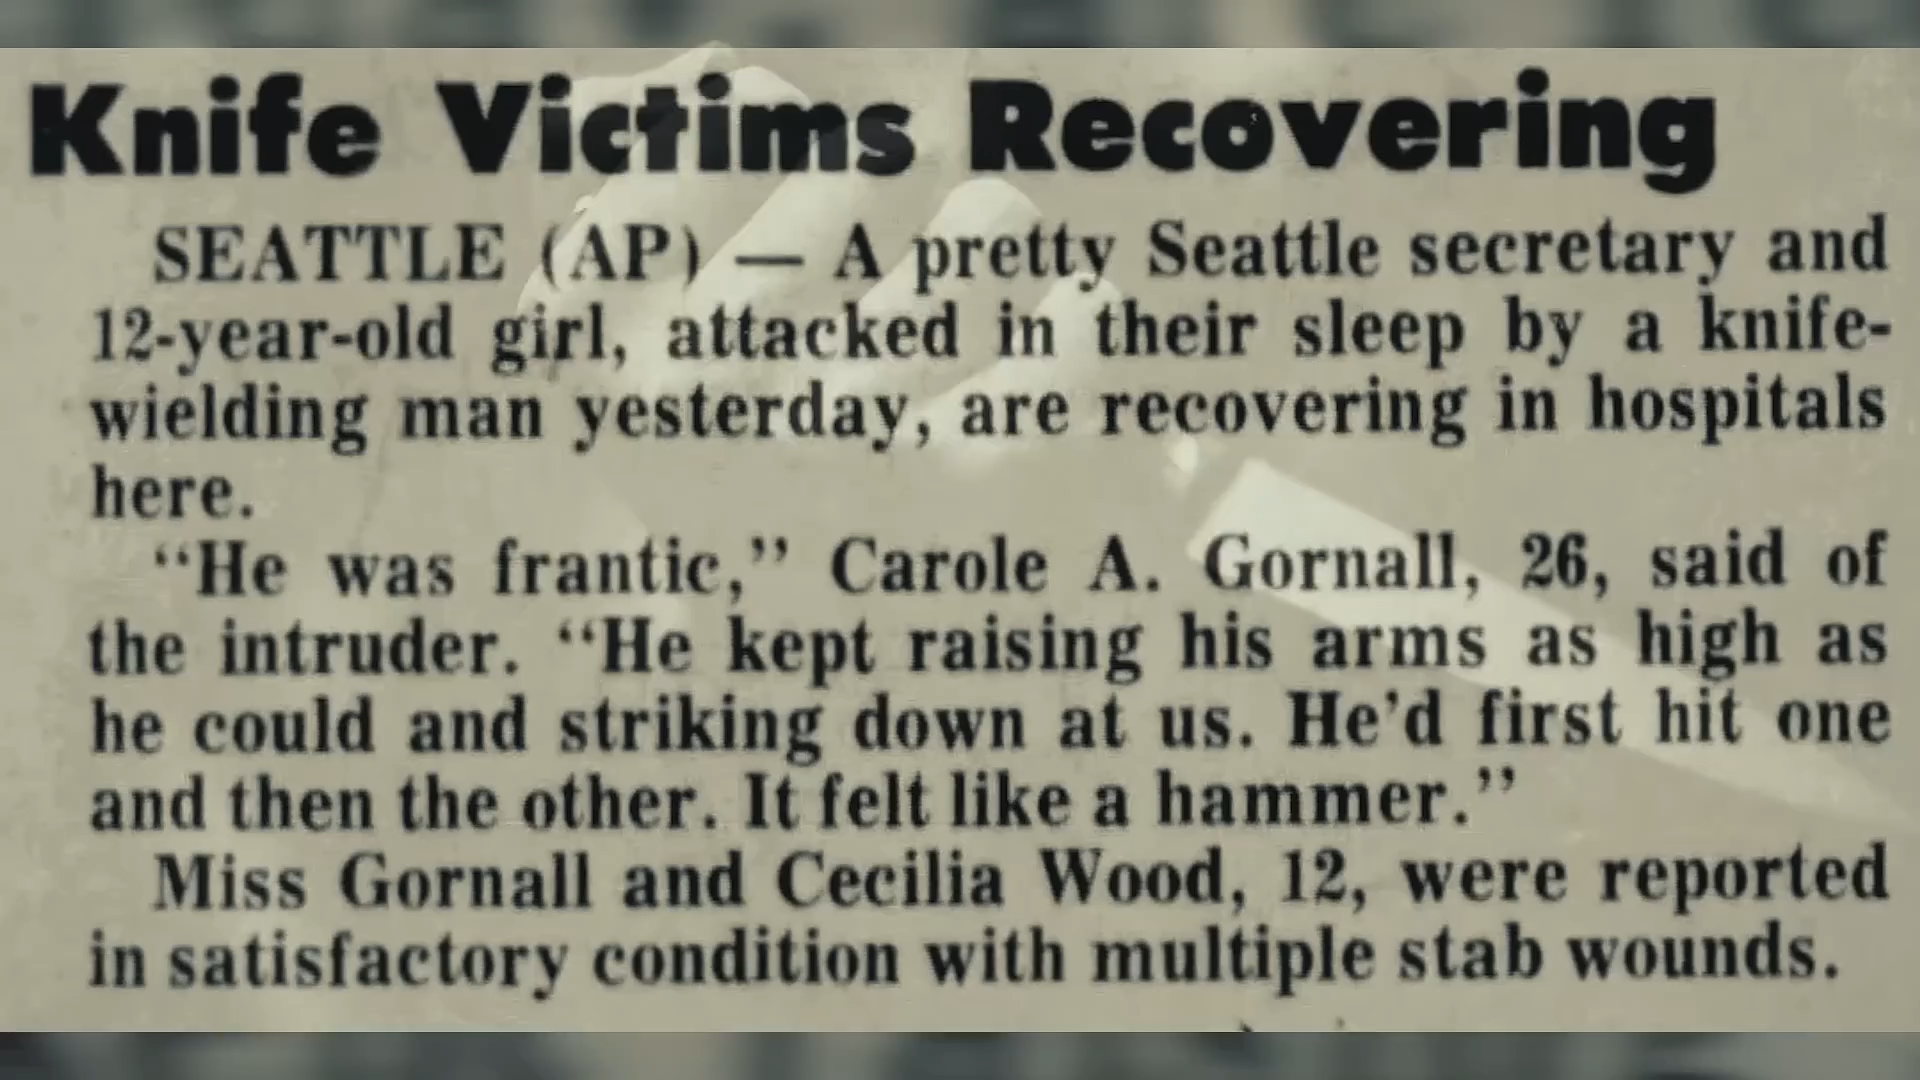 Knife Victims Recovering
SEATTLE (AP) — A pretty Seattle secretary and
12-year-old girl, attacked in their sleep by a knife-
wielding man yesterday, are recovering in hospitals
here.
“He was frantic,” Carole A. Gornall, 26, said of
the intruder. “He kept raising his arms as high as
he could and striking down at us. He’d first hit one
and then the other. It felt like a hammer.”
Miss Gornall and Cecilia Wood, 12, were reported
in satisfactory condition with multiple stab wounds.